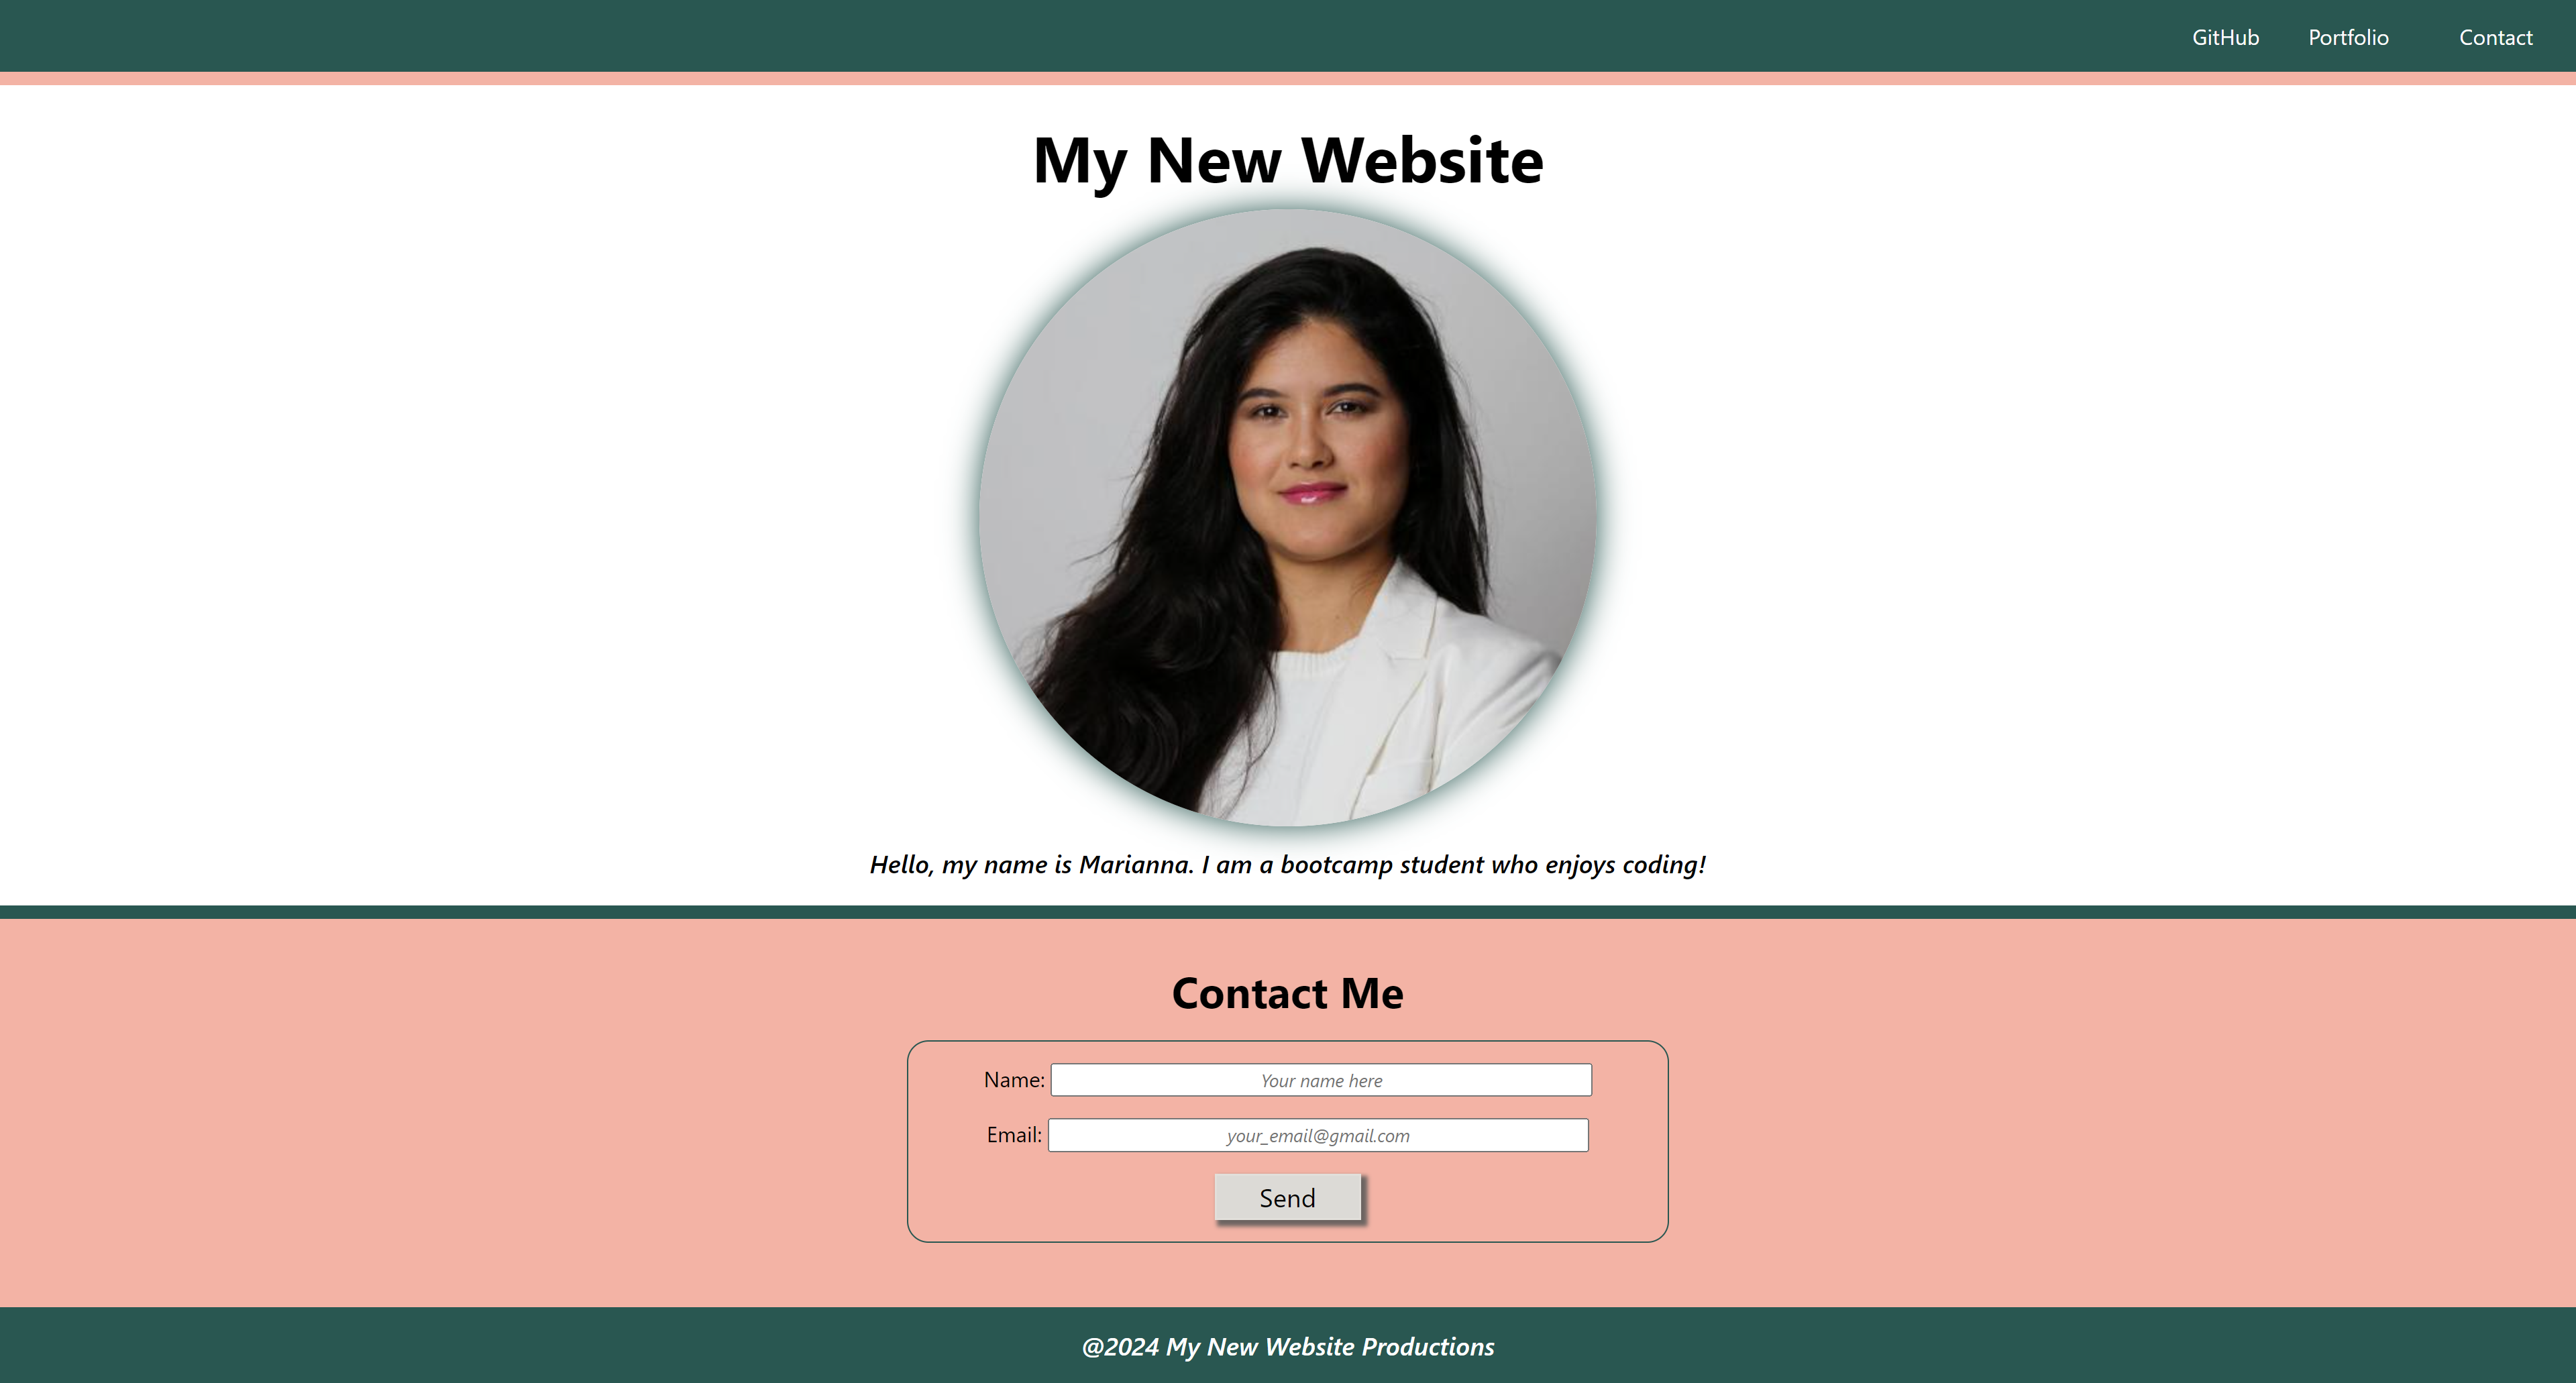 GitHub Portfolio Contact
My New Website
Hello, my name is Marianna. I am a bootcamp student who enjoys coding!
Contact Me
Name: Your name here
Email: your_email@gmail.com
Send
@2024 My New Website Productions